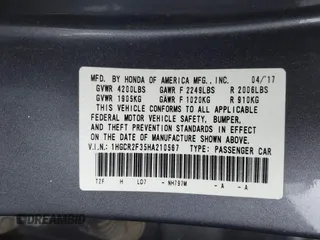 MFD. BY HONDA OF AMERICA MFG., INC. 04/'17
GVWR 4200LBS GAWR F 2249LBS R 2006LBS
GVWR 1905KG GAWR F 1020KG R 910KG
THIS VEHICLE CONFORMS TO ALL APPLICABLE
FEDERAL MOTOR VEHICLE SAFETY, BUMPER,
AND THEFT PREVENTION STANDARDS IN
EFFECT ON THE DATE OF MANUFACTURE
SHOWN ABOVE.
V.I.N.: 1HGCR2F35HA210567 TYPE: PASSENGER CAR
T2F H LD7 - NH797M - A - A